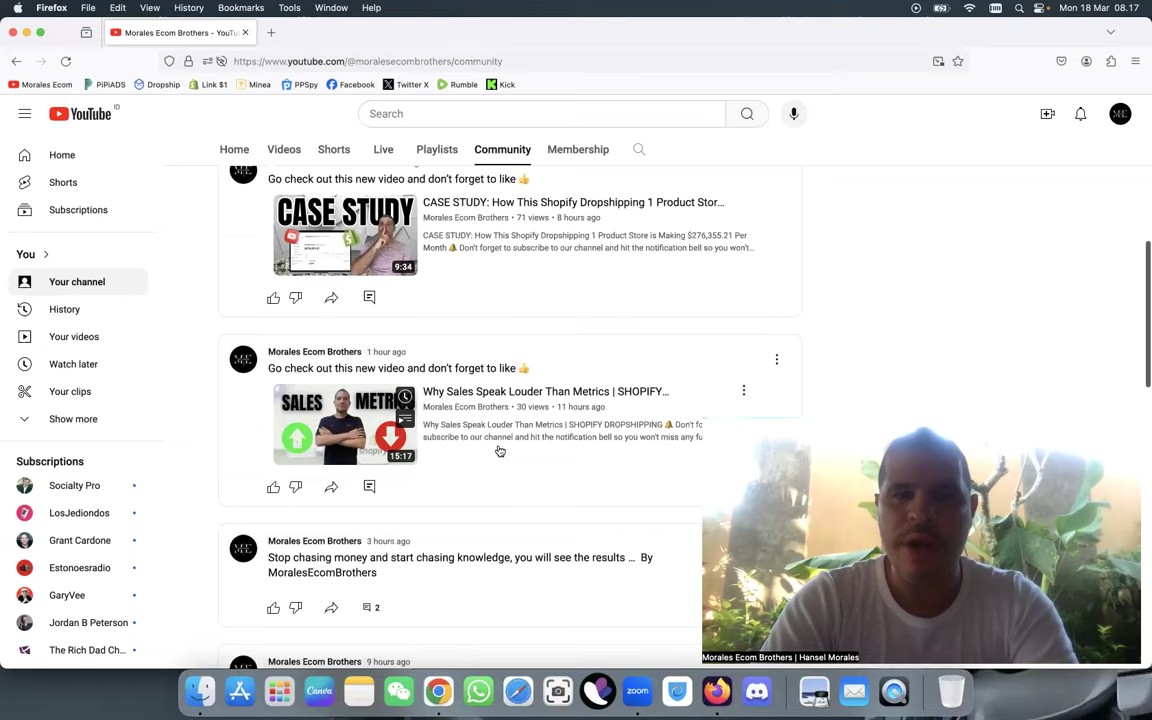 Firefox File Edit View History Bookmarks Tools Window Help Mon 18 Mar 08.17
Morales Ecom Brothers - YouTu
https://www.youtube.com/@moralesecombrothers/community
Morales Ecom PiPiADS Dropship Link $1 Minea PPSpy Facebook Twitter X Rumble Kick
YouTube ID
Search
Home Videos Shorts Live Playlists Community Membership
Home
Shorts
Subscriptions
You
Your channel
History
Your videos
Watch later
Your clips
Show more
Subscriptions
Socialty Pro
LosJediondos
Grant Cardone
Estonoesradio
GaryVee
Jordan B Peterson
The Rich Dad Ch...
Go check out this new video and don't forget to like 👍
CASE STUDY
9:34
CASE STUDY: How This Shopify Dropshipping 1 Product Stor...
Morales Ecom Brothers • 71 views • 8 hours ago
CASE STUDY: How This Shopify Dropshipping 1 Product Store is Making $276,355.21 Per
Month 🔔 Don't forget to subscribe to our channel and hit the notification bell so you won't...
Morales Ecom Brothers 1 hour ago
Go check out this new video and don't forget to like 👍
SALES METRI
shopify
15:17
Why Sales Speak Louder Than Metrics | SHOPIFY...
Morales Ecom Brothers • 30 views • 11 hours ago
Why Sales Speak Louder Than Metrics | SHOPIFY DROPSHIPPING 🔔 Don't fo
subscribe to our channel and hit the notification bell so you won't miss any fu
Morales Ecom Brothers 3 hours ago
Stop chasing money and start chasing knowledge, you will see the results ... By
MoralesEcomBrothers
2
Morales Ecom Brothers 9 hours ago
Morales Ecom Brothers | Hansel Morales
Canva
zoom